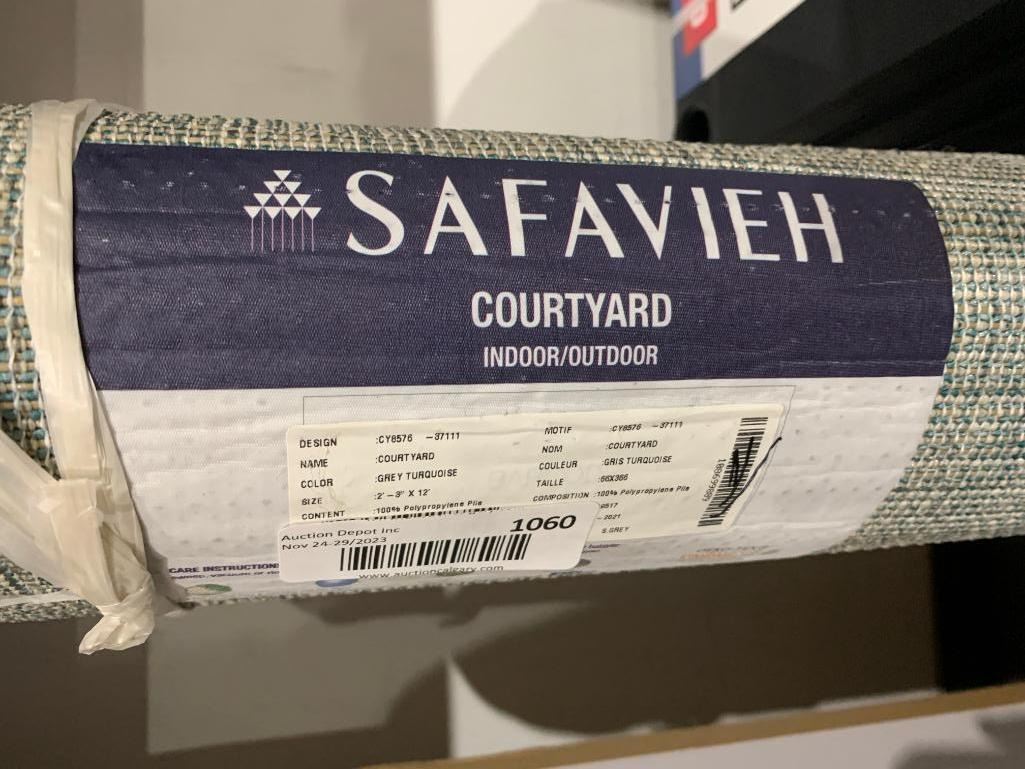 SAFAVIEH
COURTYARD
INDOOR/OUTDOOR
DESIGN :CY8576 -37111
NAME :COURTYARD
COLOR :GREY TURQUOISE
SIZE :2'-3" X 12'
CONTENT :100% Polypropylene Pile
MOTIF :CY8576 -37111
NOM :COURTYARD
COULEUR :GRIS TURQUOISE
TAILLE :66X366
COMPOSITION :100% Polypropylene Pile
-2021
S.GREY
Auction Depot Inc 1060
Nov 24-29/2023
www.auctioncalgary.com
CARE INSTRUCTIONS